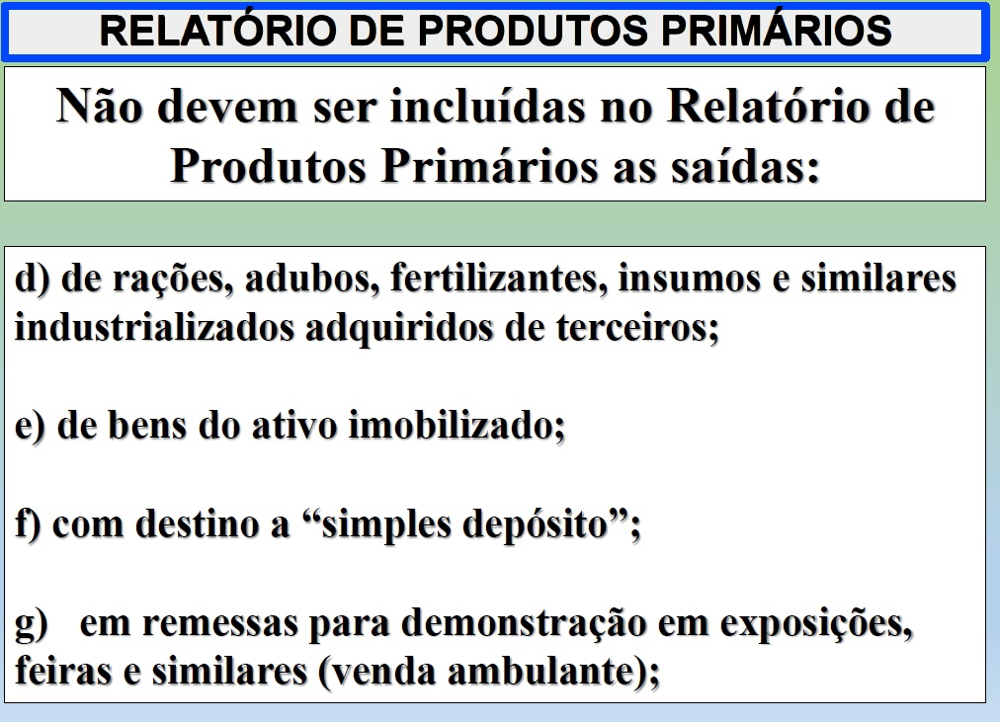 RELATÓRIO DE PRODUTOS PRIMÁRIOS
Não devem ser incluídas no Relatório de
Produtos Primários as saídas:
d) de rações, adubos, fertilizantes, insumos e similares
industrializados adquiridos de terceiros;
e) de bens do ativo imobilizado;
f) com destino a “simples depósito”;
g) em remessas para demonstração em exposições,
feiras e similares (venda ambulante);